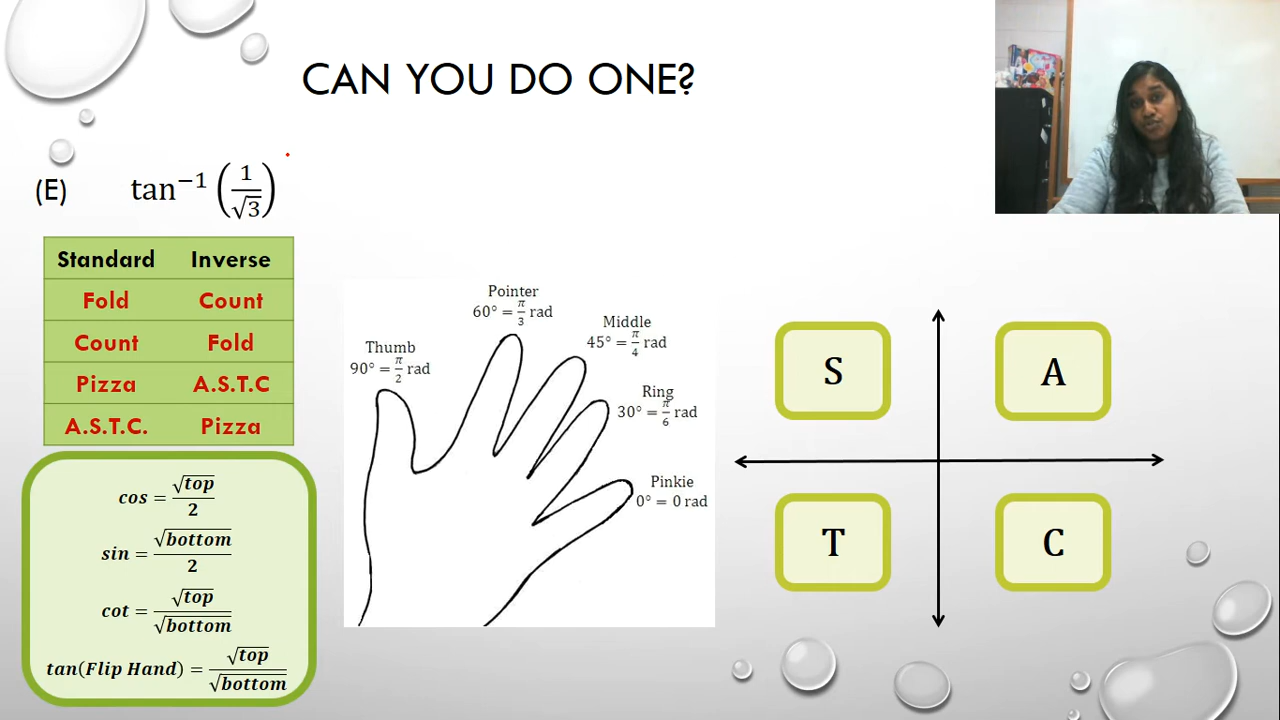 CAN YOU DO ONE?
(E) tan⁻¹ (1/√3)
Standard Inverse
Fold Count
Count Fold
Pizza A.S.T.C
A.S.T.C. Pizza
cos = √top/2
sin = √bottom/2
cot = √top/√bottom
tan(Flip Hand) = √top/√bottom
Thumb
90° = π/2 rad
Pointer
60° = π/3 rad
Middle
45° = π/4 rad
Ring
30° = π/6 rad
Pinkie
0° = 0 rad
S A
T C